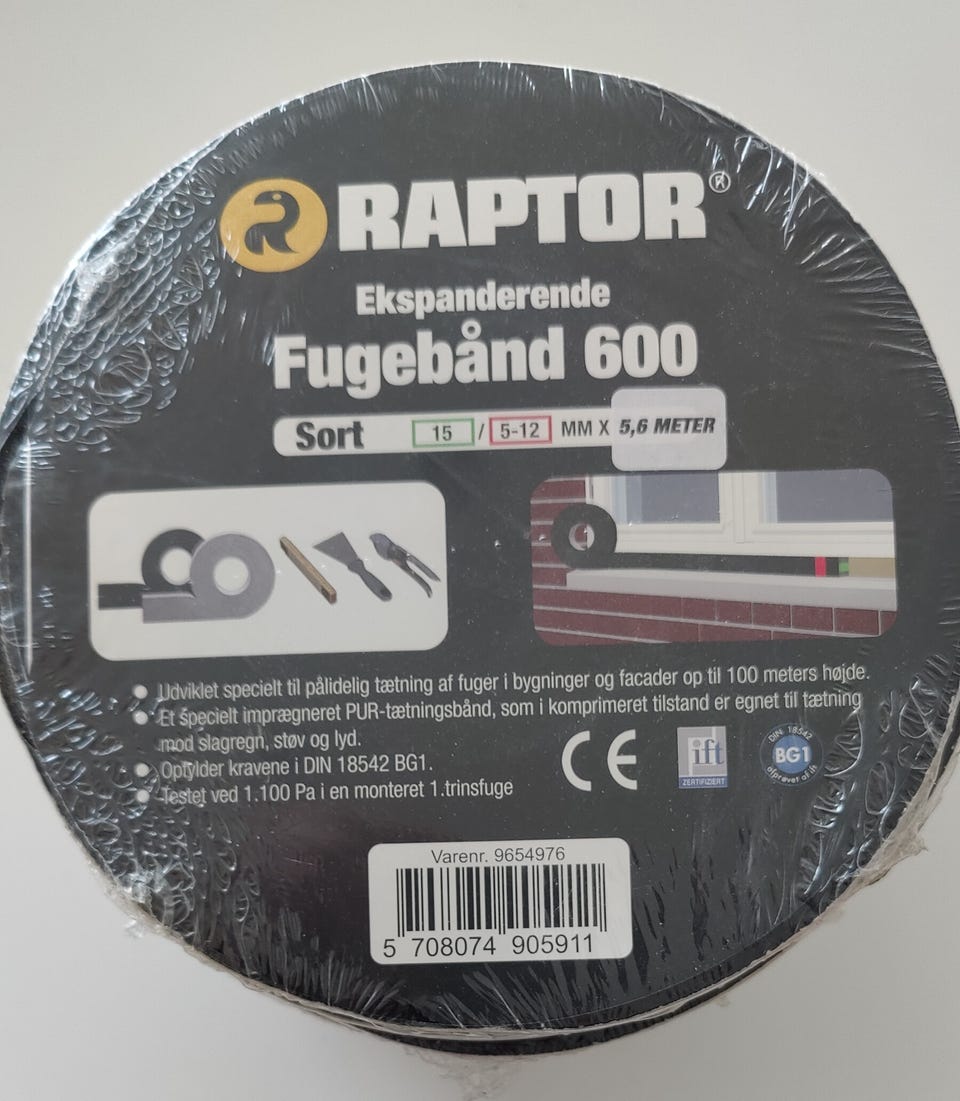 RAPTOR®
Ekspanderende
Fugebånd 600
Sort 15 / 5-12 MM X 5,6 METER
• Udviklet specielt til pålidelig tætning af fuger i bygninger og facader op til 100 meters højde.
• Et specielt imprægneret PUR-tætningsbånd, som i komprimeret tilstand er egnet til tætning
mod slagregn, støv og lyd.
• Opfylder kravene i DIN 18542 BG1.
• Testet ved 1.100 Pa i en monteret 1.trinsfuge
CE
ift
ZERTIFIZIERT
DIN 18542
BG1
afprøvet af ift
Varenr. 9654976
5 708074 905911